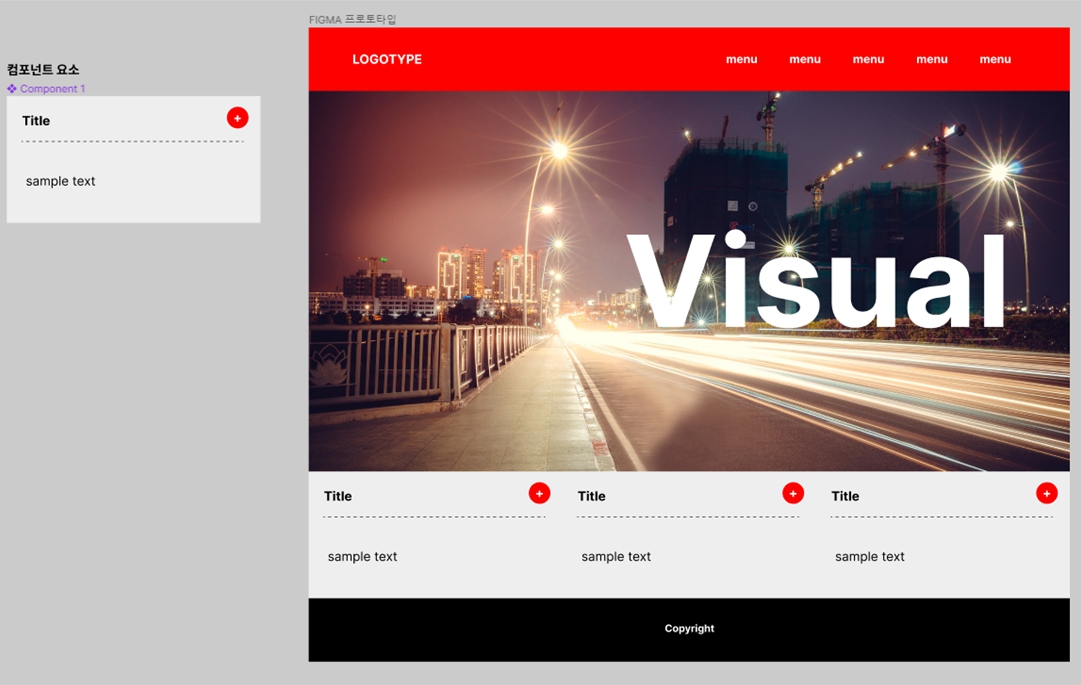 FIGMA 프로토타입
컴포넌트 요소
Component 1
Title
+
sample text
LOGOTYPE
menu menu menu menu menu
Visual
Title + Title + Title +
sample text sample text sample text
Copyright